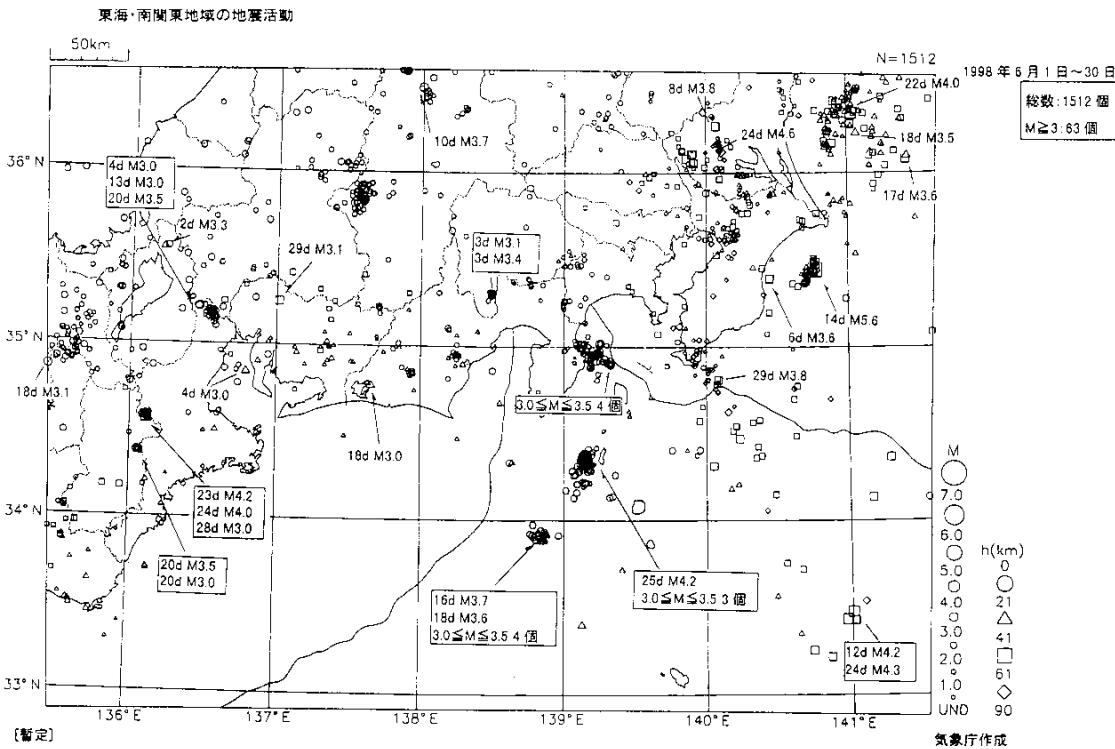 東海・南関東地域の地震活動
50km
N=1512
1998年6月1日～30日
総数:1512個
M≧3:63個
8d M3.8
22d M4.0
24d M4.6
10d M3.7
18d M3.5
36°N
4d M3.0
13d M3.0
20d M3.5
17d M3.6
2d M3.3
29d M3.1
3d M3.1
3d M3.4
14d M5.6
6d M3.6
35°N
18d M3.1
4d M3.0
29d M3.8
3.0≦M≦3.5 4個
18d M3.0
23d M4.2
24d M4.0
28d M3.0
34°N
20d M3.5
20d M3.0
16d M3.7
18d M3.6
3.0≦M≦3.5 4個
25d M4.2
3.0≦M≦3.5 3個
12d M4.2
24d M4.3
33°N
M
7.0
6.0
5.0
4.0
3.0
2.0
1.0
UND
h(km)
0
21
41
61
90
136°E
137°E
138°E
139°E
140°E
141°E
[暫定]
気象庁作成